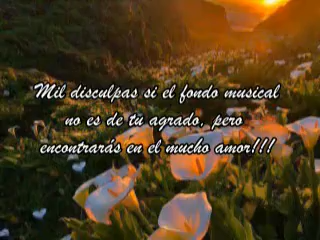 Mil disculpas si el fondo musical
no es de tu agrado, pero
encontrarás en el mucho amor!!!